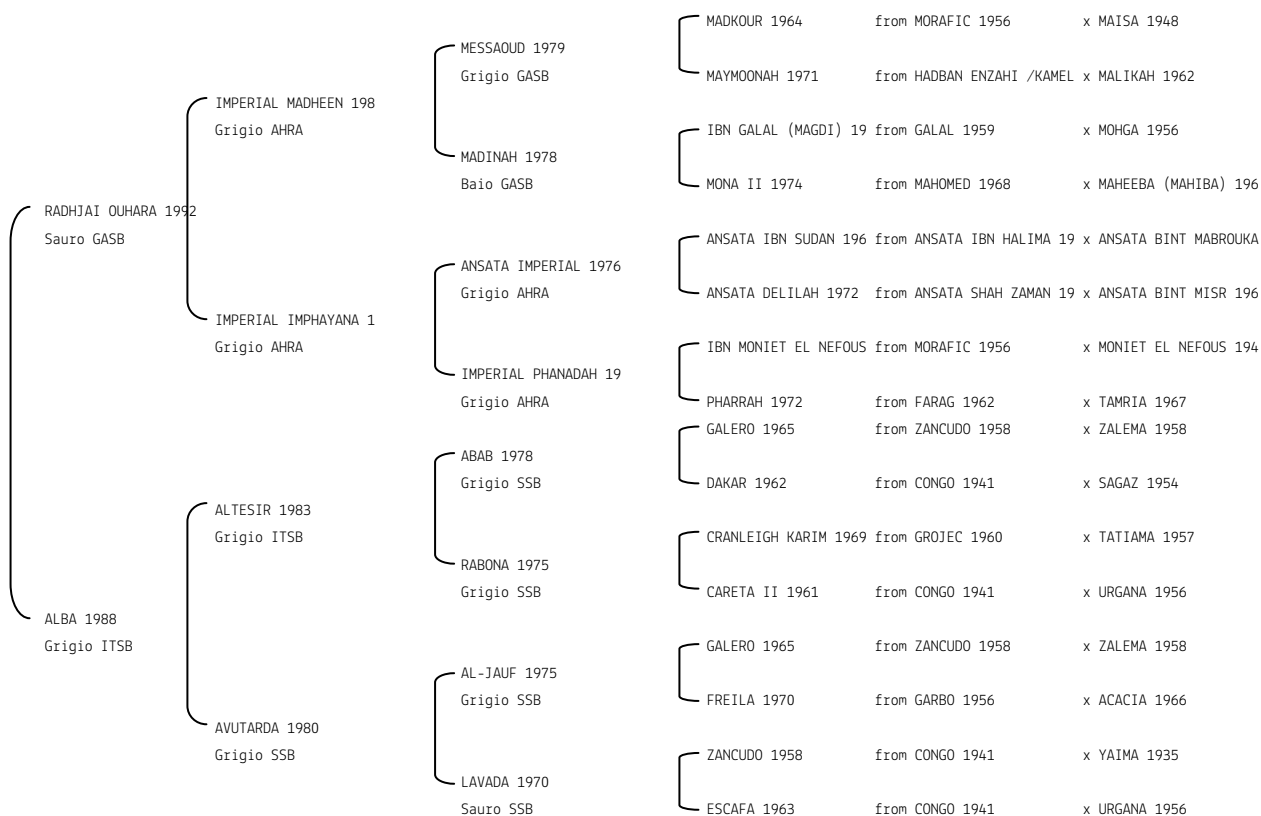 MADKOUR 1964 from MORAFIC 1956 x MAISA 1948
MESSAOUD 1979
Grigio GASB MAYMOONAH 1971 from HADBAN ENZAHI /KAMEL x MALIKAH 1962
IMPERIAL MADHEEN 198
Grigio AHRA IBN GALAL (MAGDI) 19 from GALAL 1959 x MOHGA 1956
MADINAH 1978
Baio GASB MONA II 1974 from MAHOMED 1968 x MAHEEBA (MAHIBA) 196
RADHJAI OUHARA 1992
Sauro GASB ANSATA IBN SUDAN 196 from ANSATA IBN HALIMA 19 x ANSATA BINT MABROUKA
ANSATA IMPERIAL 1976
Grigio AHRA ANSATA DELILAH 1972 from ANSATA SHAH ZAMAN 19 x ANSATA BINT MISR 196
IMPERIAL IMPHAYANA 1
Grigio AHRA IBN MONIET EL NEFOUS from MORAFIC 1956 x MONIET EL NEFOUS 194
IMPERIAL PHANADAH 19
Grigio AHRA PHARRAH 1972 from FARAG 1962 x TAMRIA 1967
GALERO 1965 from ZANCUDO 1958 x ZALEMA 1958
ABAB 1978
Grigio SSB DAKAR 1962 from CONGO 1941 x SAGAZ 1954
ALTESIR 1983
Grigio ITSB CRANLEIGH KARIM 1969 from GROJEC 1960 x TATIAMA 1957
RABONA 1975
Grigio SSB CARETA II 1961 from CONGO 1941 x URGANA 1956
ALBA 1988
Grigio ITSB GALERO 1965 from ZANCUDO 1958 x ZALEMA 1958
AL-JAUF 1975
Grigio SSB FREILA 1970 from GARBO 1956 x ACACIA 1966
AVUTARDA 1980
Grigio SSB ZANCUDO 1958 from CONGO 1941 x YAIMA 1935
LAVADA 1970
Sauro SSB ESCAFA 1963 from CONGO 1941 x URGANA 1956